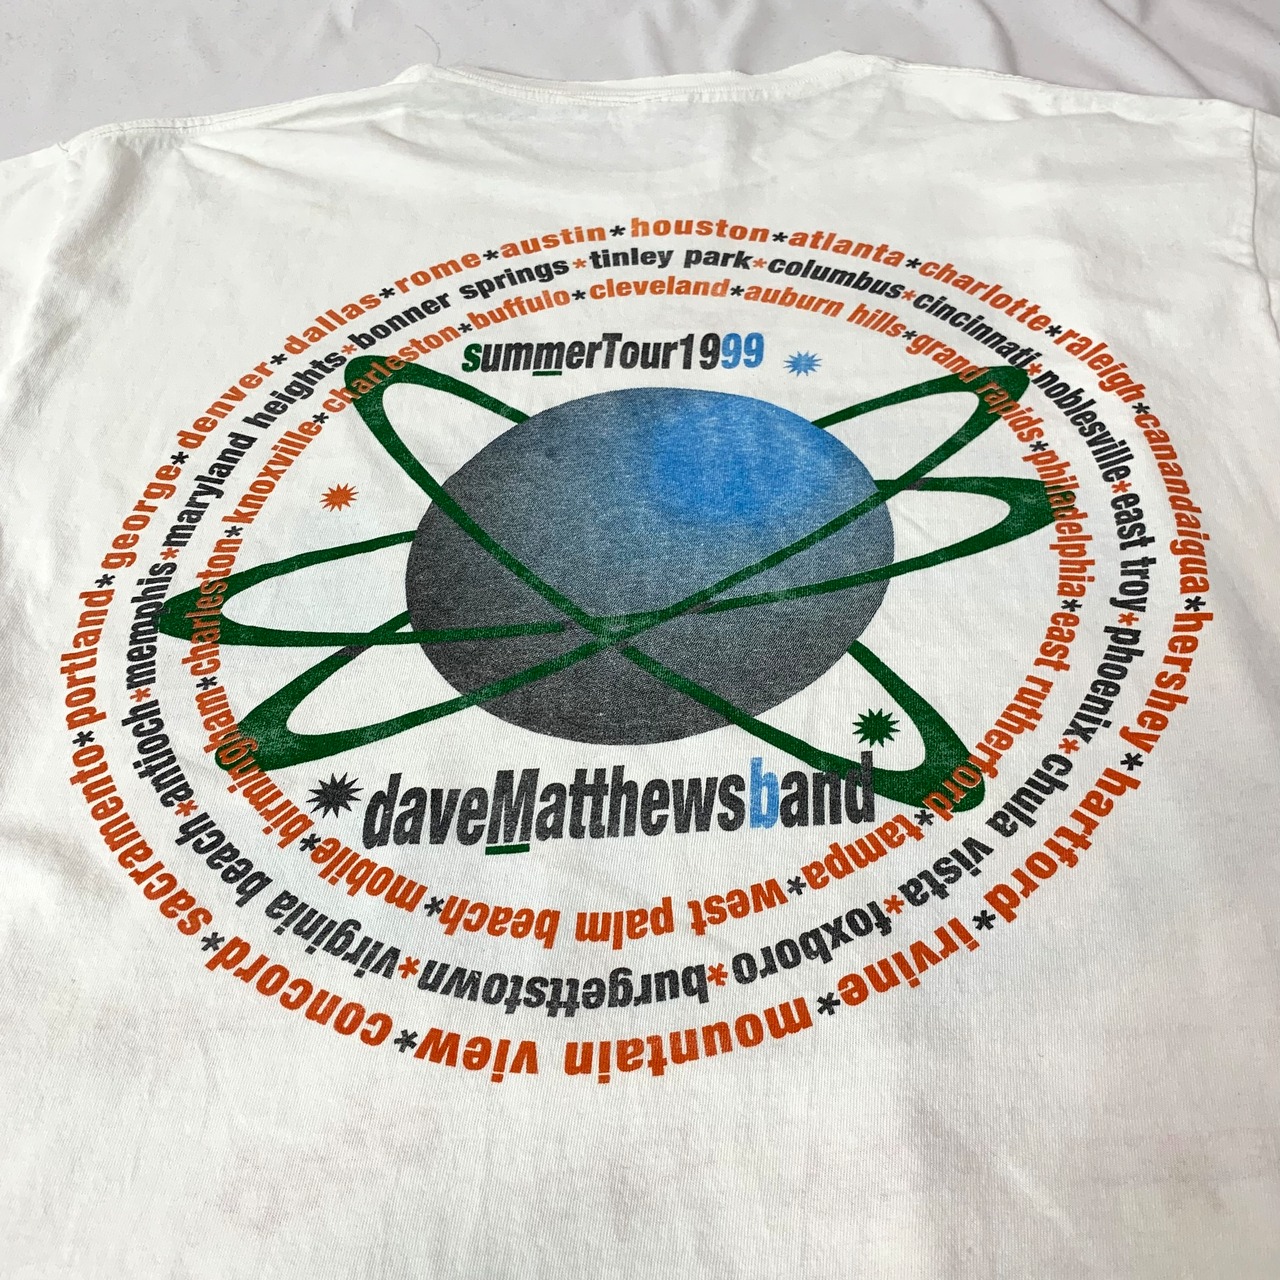 rome*austin*houston*atlanta*charlotte*raleigh*canandaigua*hershey*hartford*irvine*mountain view*concord*sacramento*portland*george*denver*dallas*
bonner springs*tinley park*columbus*cincinnati*noblesville*east troy*phoenix*chula vista*foxboro*burgettstown*virginia beach*antioch*memphis*maryland heights*
charleston*buffulo*cleveland*auburn hills*grand rapids*philadelphia*east rutherford*tampa*west palm beach*mobile*birmingham*charleston*knoxville*
summerTour1999
daveMatthewsband